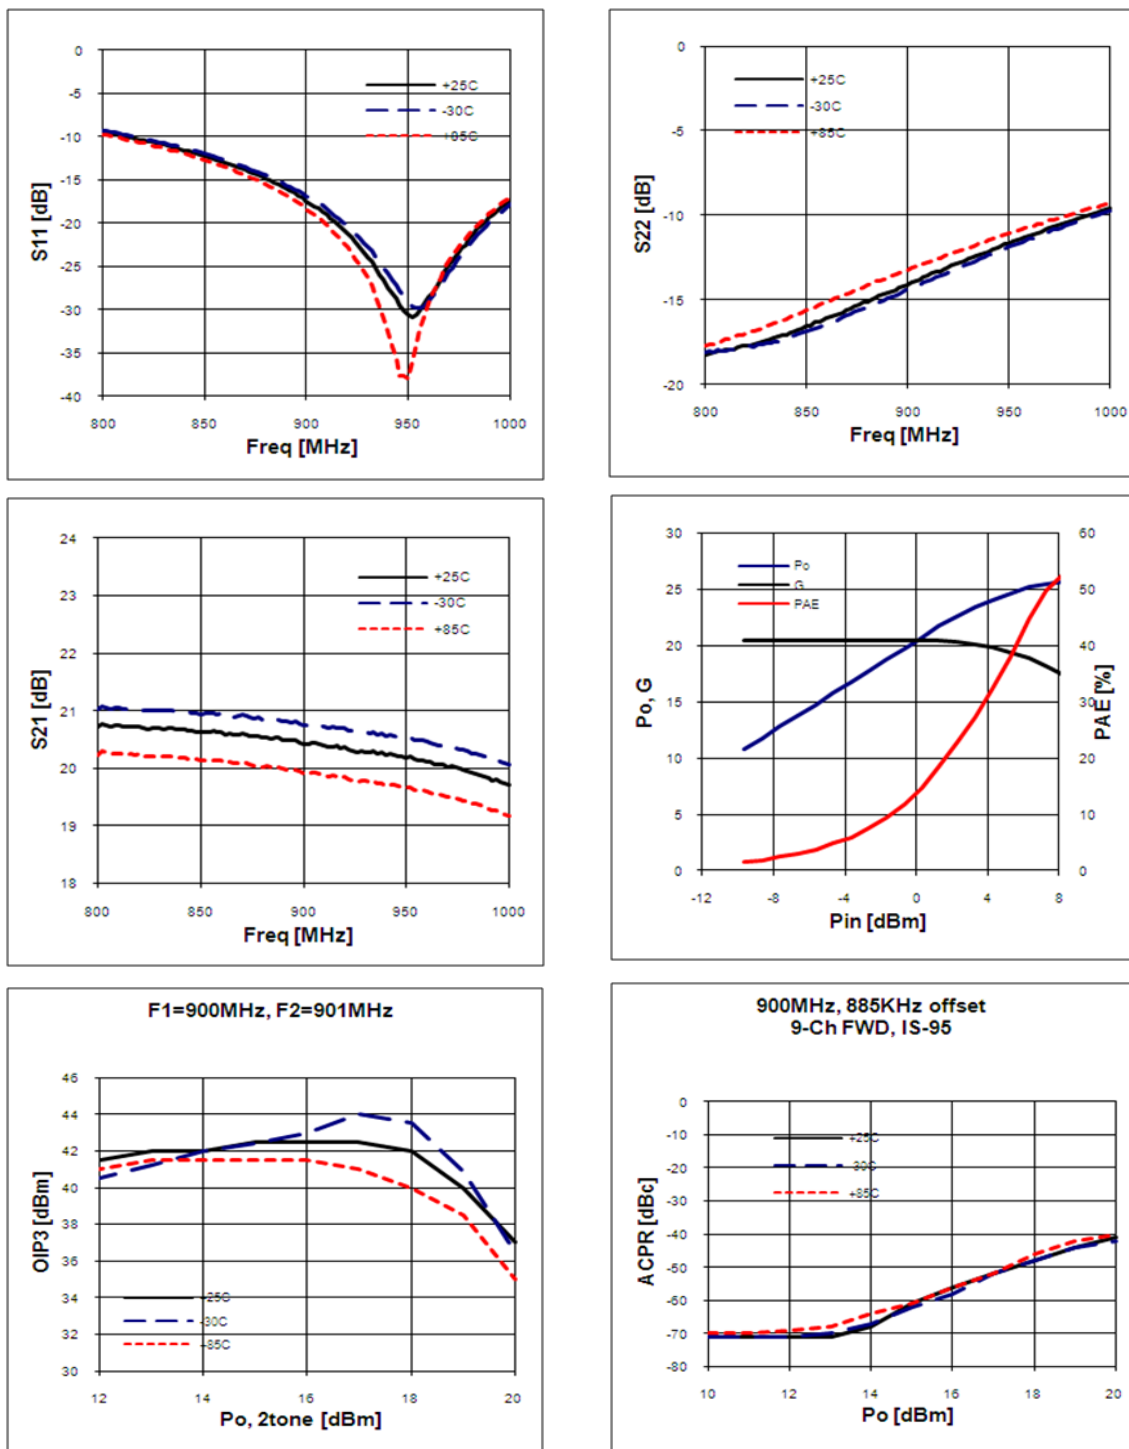 0
-5
-10
-15
-20
-25
-30
-35
-40
S11 [dB]
+25C
-30C
+85C
800 850 900 950 1000
Freq [MHz]
0
-5
-10
-15
-20
S22 [dB]
+25C
-30C
+85C
800 850 900 950 1000
Freq [MHz]
24
23
22
21
20
19
18
S21 [dB]
+25C
-30C
+85C
800 850 900 950 1000
Freq [MHz]
30
25
20
15
10
5
0
Po, G
Po
G
PAE
60
50
40
30
20
10
0
PAE [%]
-12 -8 -4 0 4 8
Pin [dBm]
F1=900MHz, F2=901MHz
46
44
42
40
38
36
34
32
30
OIP3 [dBm]
+25C
-30C
+85C
12 14 16 18 20
Po, 2tone [dBm]
900MHz, 885KHz offset
9-Ch FWD, IS-95
0
-10
-20
-30
-40
-50
-60
-70
-80
ACPR [dBc]
+25C
-30C
+85C
10 12 14 16 18 20
Po [dBm]